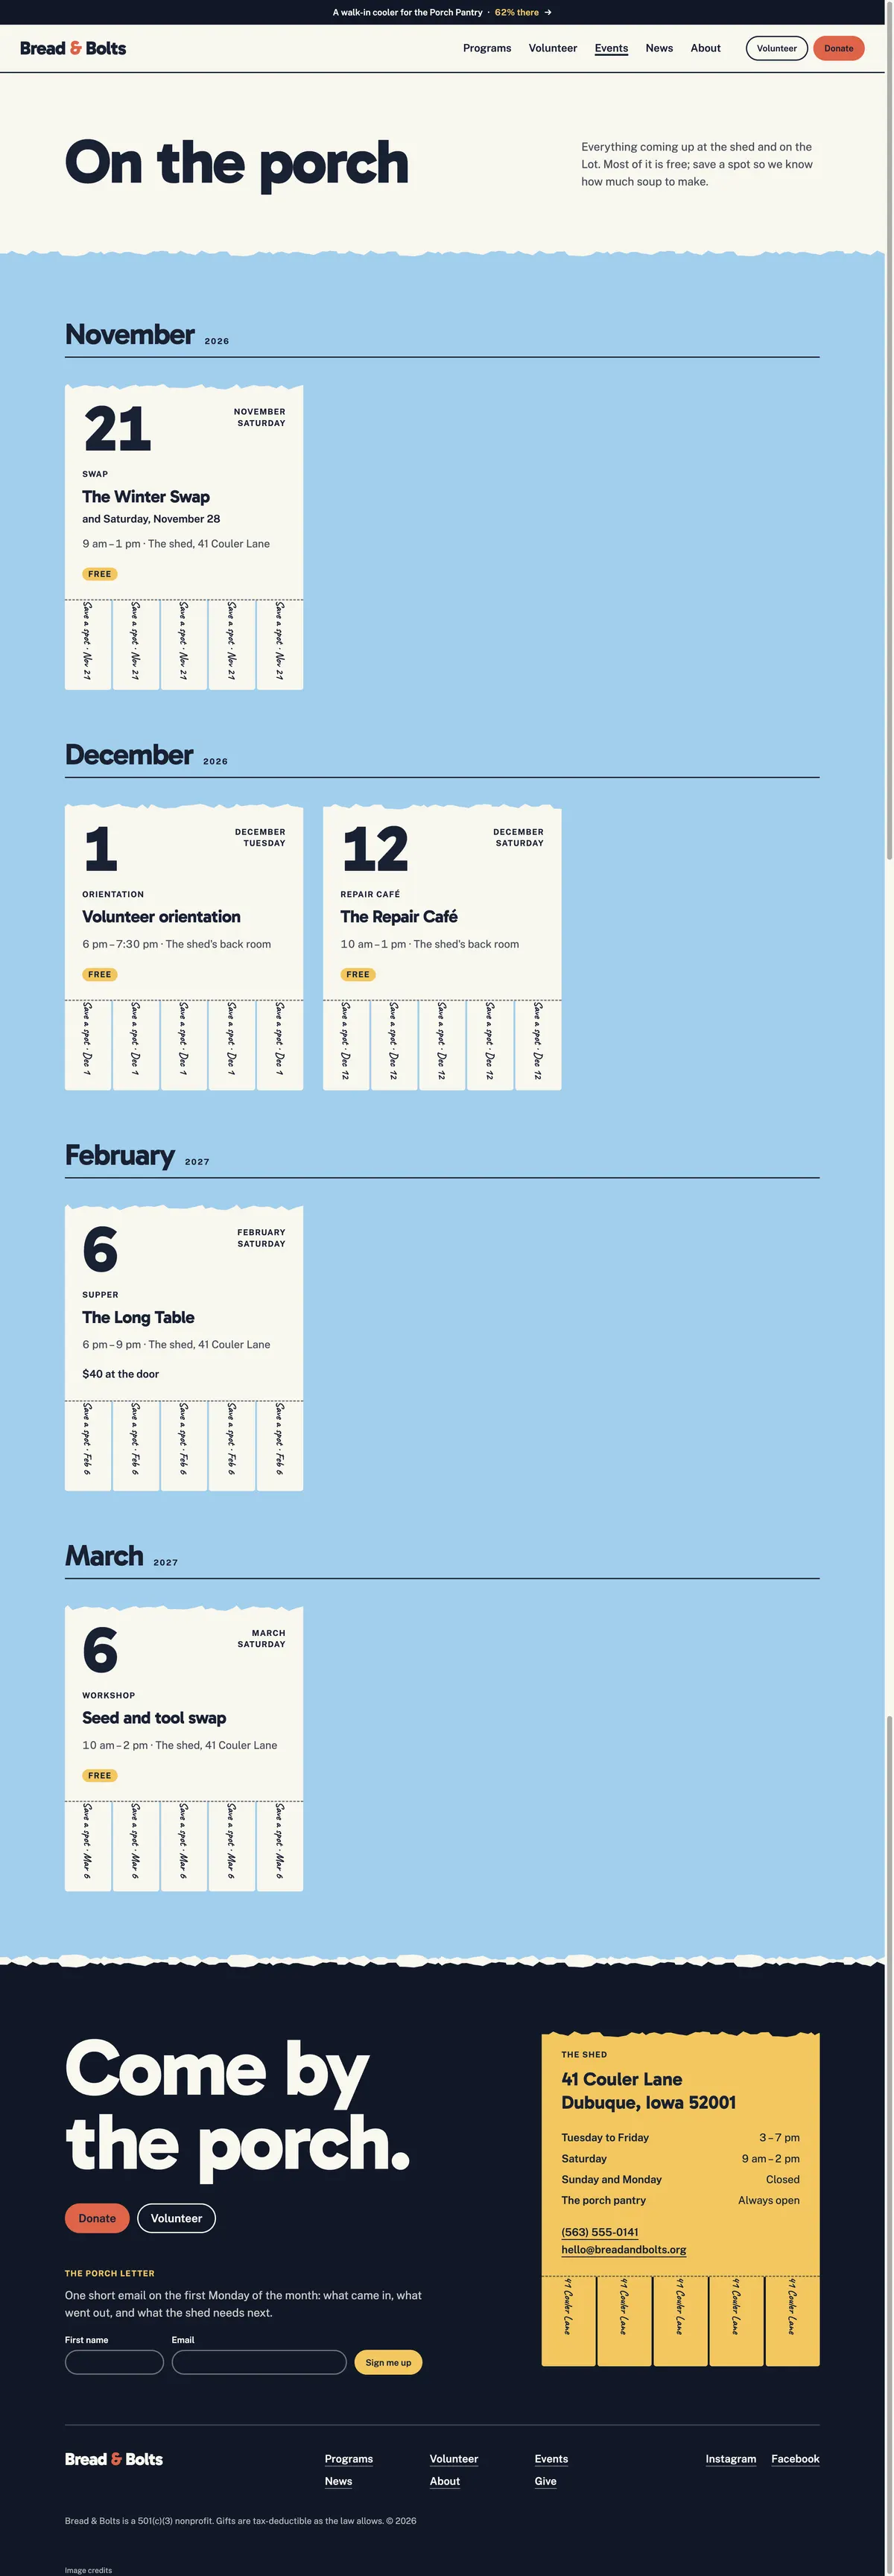 A walk-in cooler for the Porch Pantry · 62% there →
Bread & Bolts
Programs Volunteer Events News About Volunteer Donate
On the porch
Everything coming up at the shed and on the
Lot. Most of it is free; save a spot so we know
how much soup to make.
November 2026
21
NOVEMBER
SATURDAY
SWAP
The Winter Swap
and Saturday, November 28
9 am – 1 pm · The shed, 41 Couler Lane
FREE
Save a spot · Nov 21
Save a spot · Nov 21
Save a spot · Nov 21
Save a spot · Nov 21
Save a spot · Nov 21
December 2026
1
DECEMBER
TUESDAY
ORIENTATION
Volunteer orientation
6 pm – 7:30 pm · The shed's back room
FREE
Save a spot · Dec 1
Save a spot · Dec 1
Save a spot · Dec 1
Save a spot · Dec 1
Save a spot · Dec 1
12
DECEMBER
SATURDAY
REPAIR CAFÉ
The Repair Café
10 am – 1 pm · The shed's back room
FREE
Save a spot · Dec 12
Save a spot · Dec 12
Save a spot · Dec 12
Save a spot · Dec 12
Save a spot · Dec 12
February 2027
6
FEBRUARY
SATURDAY
SUPPER
The Long Table
6 pm – 9 pm · The shed, 41 Couler Lane
$40 at the door
Save a spot · Feb 6
Save a spot · Feb 6
Save a spot · Feb 6
Save a spot · Feb 6
Save a spot · Feb 6
March 2027
6
MARCH
SATURDAY
WORKSHOP
Seed and tool swap
10 am – 2 pm · The shed, 41 Couler Lane
FREE
Save a spot · Mar 6
Save a spot · Mar 6
Save a spot · Mar 6
Save a spot · Mar 6
Save a spot · Mar 6
Come by
the porch.
Donate Volunteer
THE PORCH LETTER
One short email on the first Monday of the month: what came in, what
went out, and what the shed needs next.
First name Email
Sign me up
THE SHED
41 Couler Lane
Dubuque, Iowa 52001
Tuesday to Friday 3 – 7 pm
Saturday 9 am – 2 pm
Sunday and Monday Closed
The porch pantry Always open
(563) 555-0141
hello@breadandbolts.org
41 Couler Lane
41 Couler Lane
41 Couler Lane
41 Couler Lane
41 Couler Lane
Bread & Bolts
Programs Volunteer Events Instagram Facebook
News About Give
Bread & Bolts is a 501(c)(3) nonprofit. Gifts are tax-deductible as the law allows. © 2026
Image credits